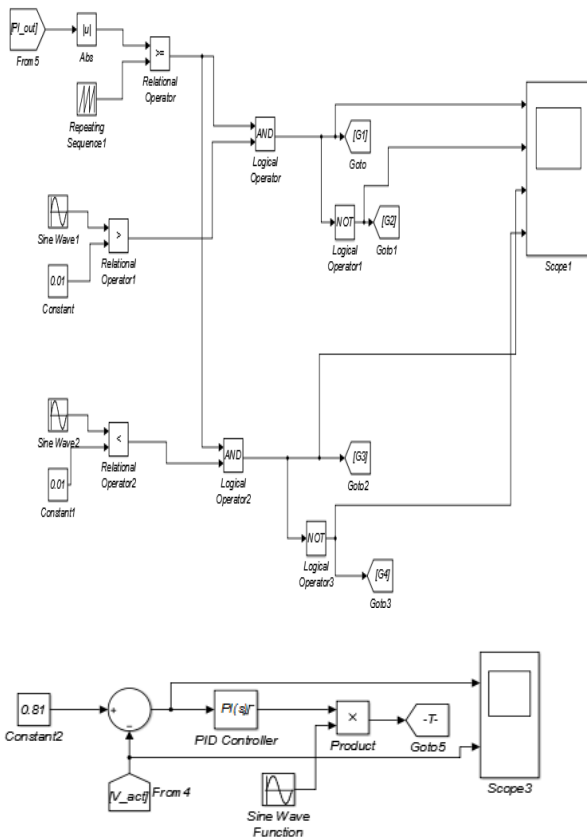 [PI_out]
From5
|u|
Abs
>=
Relational
Operator
Repeating
Sequence1
AND
Logical
Operator
[G1]
Goto
NOT
Logical
Operator1
[G2]
Goto1
Scope1
Sine Wave1
>
Relational
Operator1
0.01
Constant
Sine Wave2
<
Relational
Operator2
0.01
Constant1
AND
Logical
Operator2
[G3]
Goto2
NOT
Logical
Operator3
[G4]
Goto3
0.81
Constant2
+
−
PID Controller
×
Product
-T-
Goto5
[V_act]
From4
Sine Wave
Function
Scope3